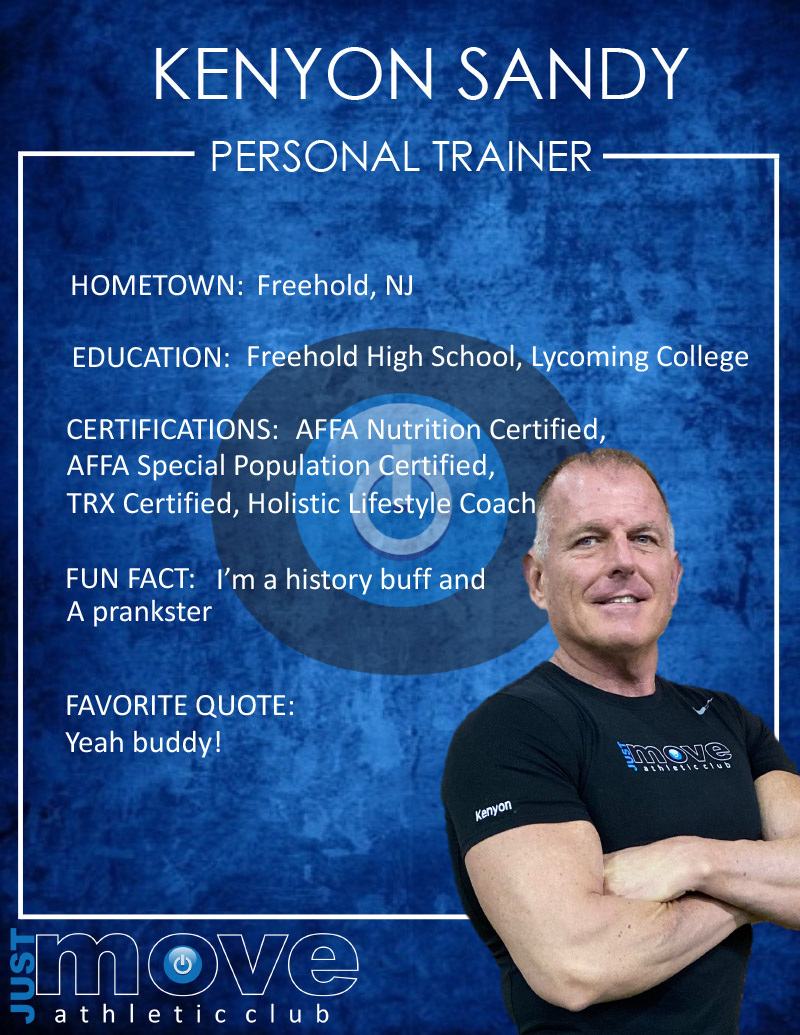 KENYON SANDY
PERSONAL TRAINER
HOMETOWN: Freehold, NJ
EDUCATION: Freehold High School, Lycoming College
CERTIFICATIONS: AFFA Nutrition Certified,
AFFA Special Population Certified,
TRX Certified, Holistic Lifestyle Coach
FUN FACT: I'm a history buff and
A prankster
FAVORITE QUOTE:
Yeah buddy!
JUST move
athletic club
Kenyon
JUST move
athletic club